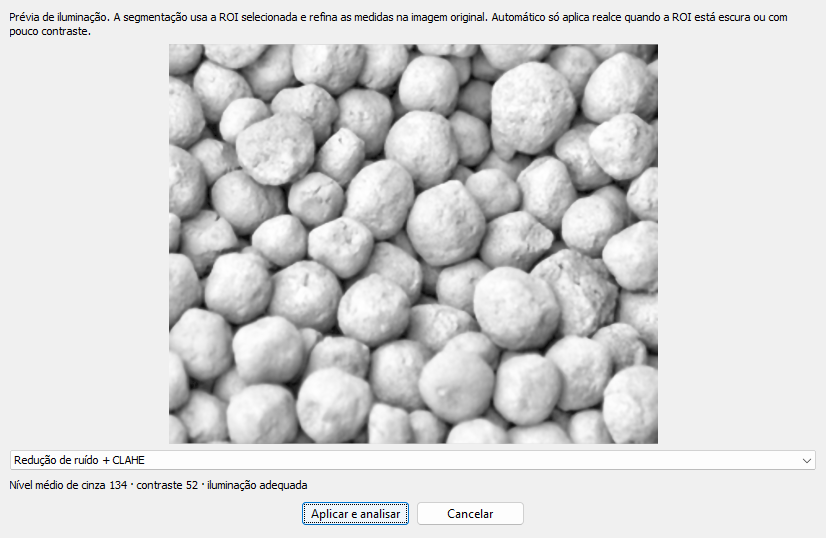 Prévia de iluminação. A segmentação usa a ROI selecionada e refina as medidas na imagem original. Automático só aplica realce quando a ROI está escura ou com
pouco contraste.
Redução de ruído + CLAHE
Nível médio de cinza 134 · contraste 52 · iluminação adequada
Aplicar e analisar
Cancelar